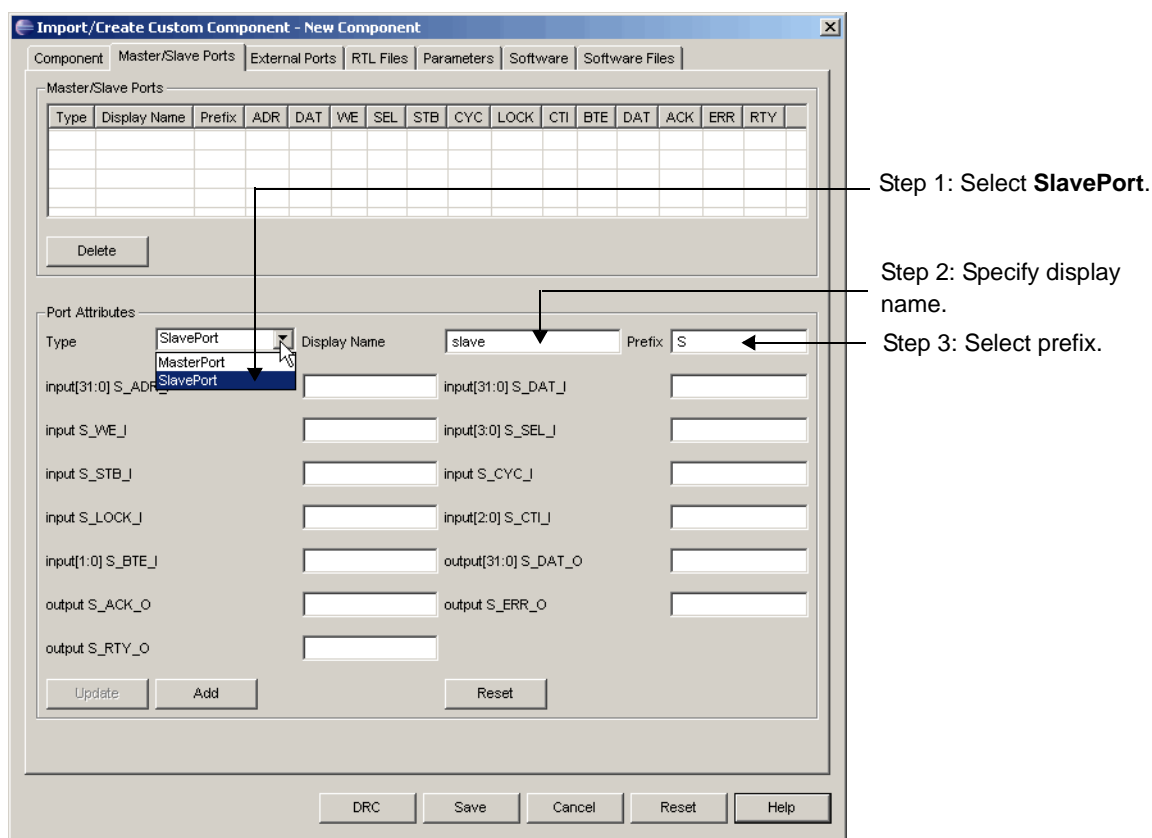 Import/Create Custom Component - New Component
Component Master/Slave Ports External Ports RTL Files Parameters Software Software Files
Master/Slave Ports
Type Display Name Prefix ADR DAT WE SEL STB CYC LOCK CTI BTE DAT ACK ERR RTY
Step 1: Select SlavePort.
Delete
Step 2: Specify display
name.
Port Attributes
Type SlavePort Display Name slave Prefix S
Step 3: Select prefix.
MasterPort
SlavePort
input[31:0] S_ADR_I input[31:0] S_DAT_I
input S_WE_I input[3:0] S_SEL_I
input S_STB_I input S_CYC_I
input S_LOCK_I input[2:0] S_CTI_I
input[1:0] S_BTE_I output[31:0] S_DAT_O
output S_ACK_O output S_ERR_O
output S_RTY_O
Update Add Reset
DRC Save Cancel Reset Help